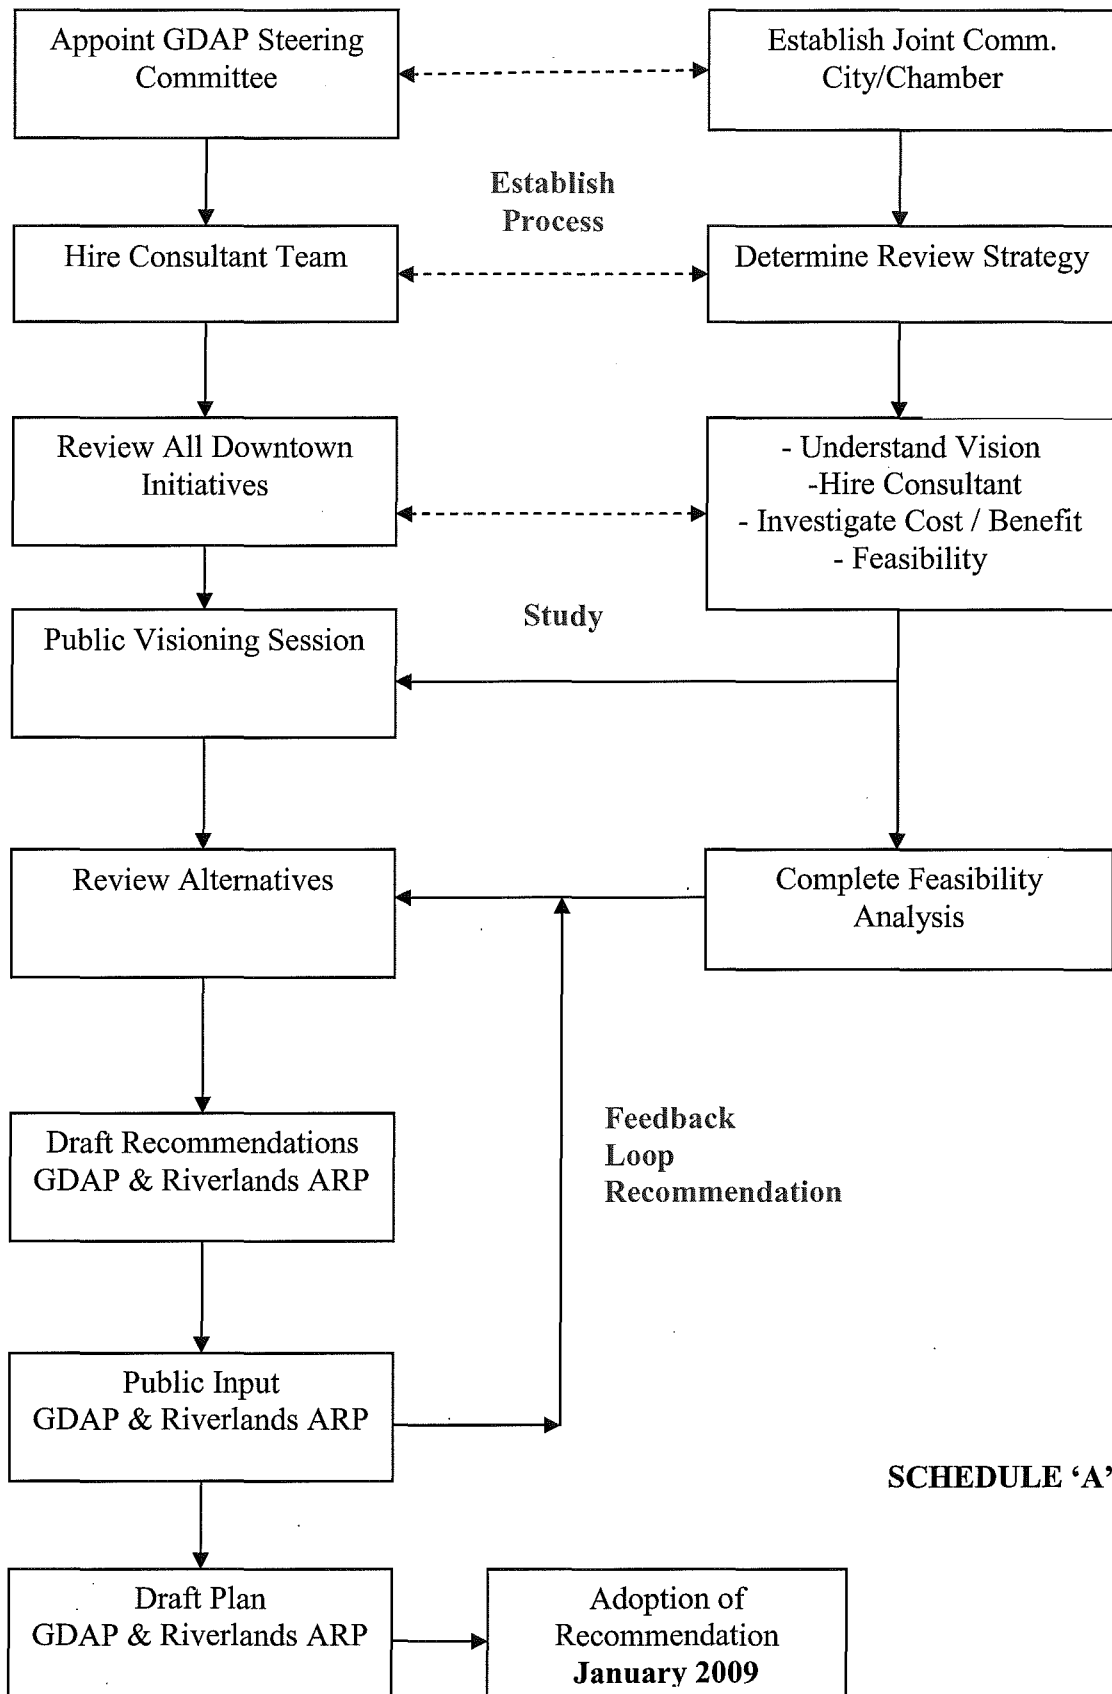 Appoint GDAP Steering
Committee
Establish Joint Comm.
City/Chamber
Establish
Process
Hire Consultant Team
Determine Review Strategy
Review All Downtown
Initiatives
- Understand Vision
-Hire Consultant
- Investigate Cost / Benefit
- Feasibility
Study
Public Visioning Session
Review Alternatives
Complete Feasibility
Analysis
Draft Recommendations
GDAP & Riverlands ARP
Feedback
Loop
Recommendation
Public Input
GDAP & Riverlands ARP
SCHEDULE ‘A’
Draft Plan
GDAP & Riverlands ARP
Adoption of
Recommendation
January 2009